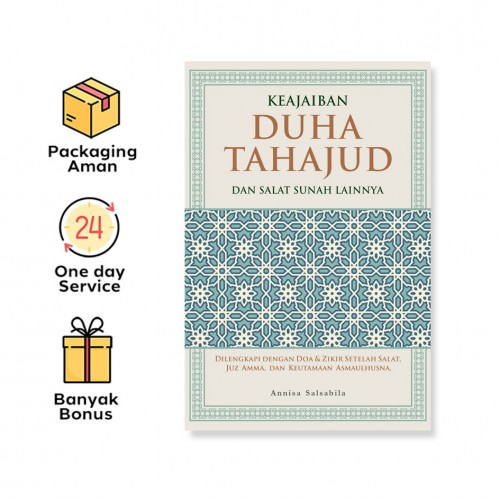 Packaging
Aman
24
One day
Service
Banyak
Bonus
KEAJAIBAN
DUHA
TAHAJUD
DAN SALAT SUNAH LAINNYA
DILENGKAPI DENGAN DOA & ZIKIR SETELAH SALAT,
JUZ AMMA, DAN KEUTAMAAN ASMAULHUSNA,
Annisa Salsabila